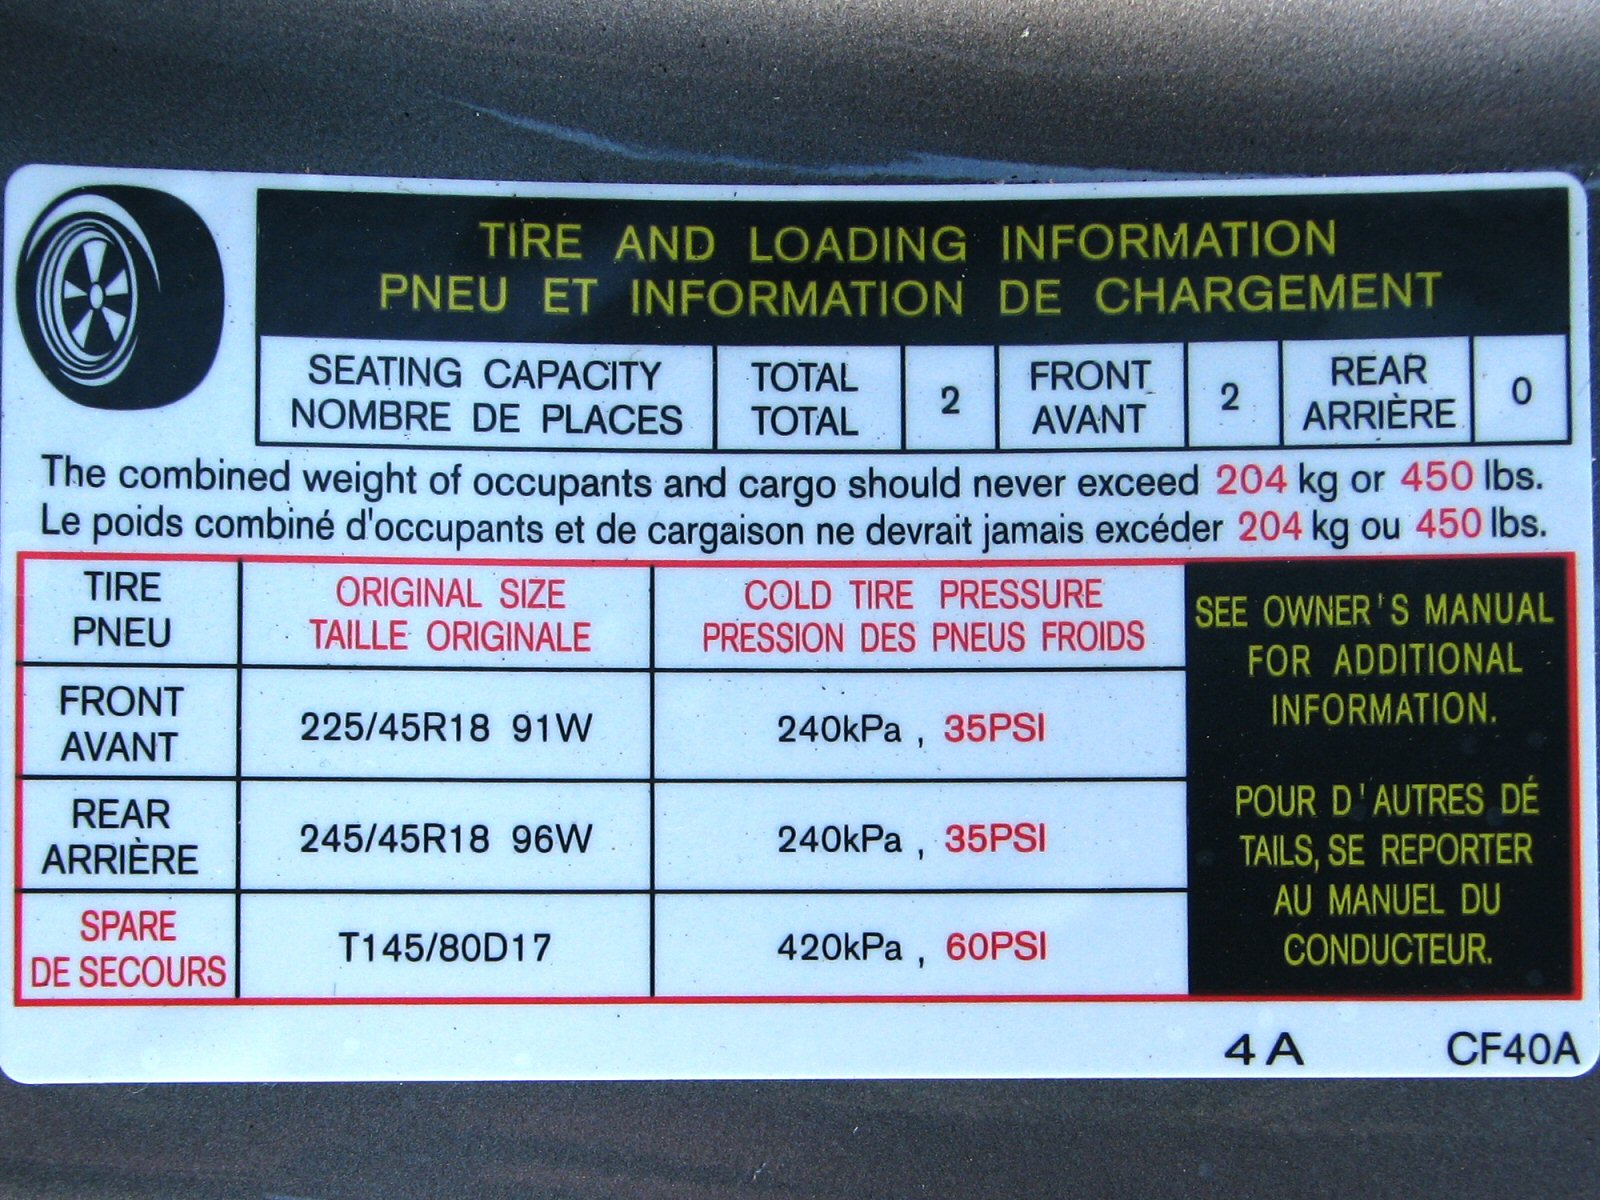 TIRE AND LOADING INFORMATION
PNEU ET INFORMATION DE CHARGEMENT
SEATING CAPACITY TOTAL 2 FRONT 2 REAR 0
NOMBRE DE PLACES TOTAL AVANT ARRIÈRE
The combined weight of occupants and cargo should never exceed 204 kg or 450 lbs.
Le poids combiné d'occupants et de cargaison ne devrait jamais excéder 204 kg ou 450 lbs.
TIRE ORIGINAL SIZE COLD TIRE PRESSURE
PNEU TAILLE ORIGINALE PRESSION DES PNEUS FROIDS
FRONT
AVANT 225/45R18 91W 240kPa , 35PSI
REAR
ARRIÈRE 245/45R18 96W 240kPa , 35PSI
SPARE
DE SECOURS T145/80D17 420kPa , 60PSI
SEE OWNER'S MANUAL
FOR ADDITIONAL
INFORMATION.
POUR D'AUTRES DÉ
TAILS, SE REPORTER
AU MANUEL DU
CONDUCTEUR.
4 A CF40A